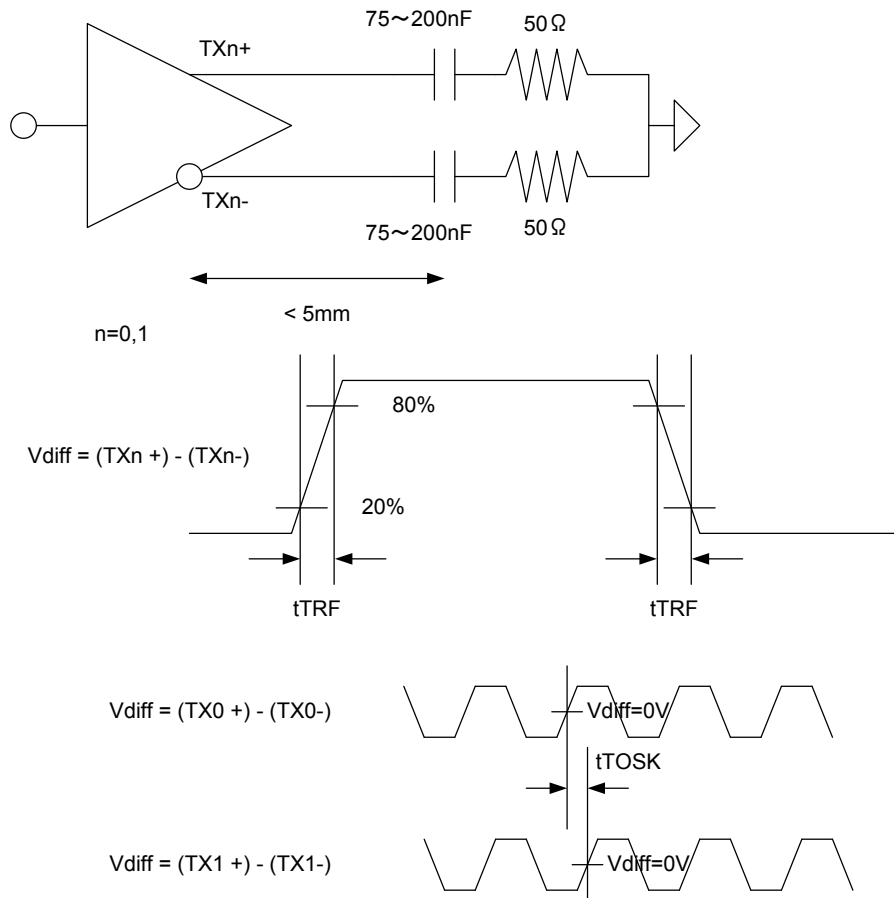 75～200nF
50Ω
TXn+
TXn-
75～200nF
50Ω
< 5mm
n=0,1
80%
Vdiff = (TXn +) - (TXn-)
20%
tTRF
tTRF
Vdiff = (TX0 +) - (TX0-)
Vdiff=0V
tTOSK
Vdiff = (TX1 +) - (TX1-)
Vdiff=0V